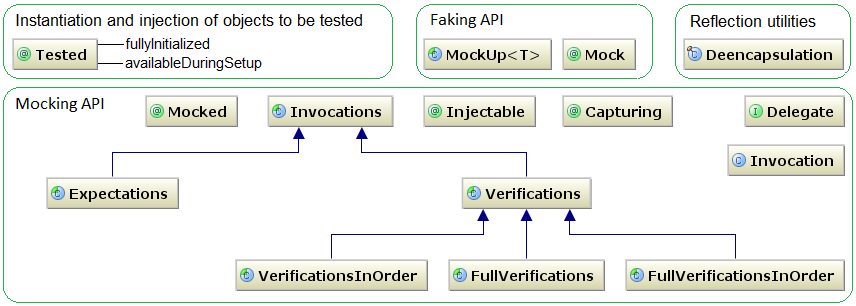 Instantiation and injection of objects to be tested
Tested
fullyInitialized
availableDuringSetup
Faking API
MockUp<T>
Mock
Reflection utilities
Deencapsulation
Mocking API
Mocked
Invocations
Injectable
Capturing
Delegate
Invocation
Expectations
Verifications
VerificationsInOrder
FullVerifications
FullVerificationsInOrder